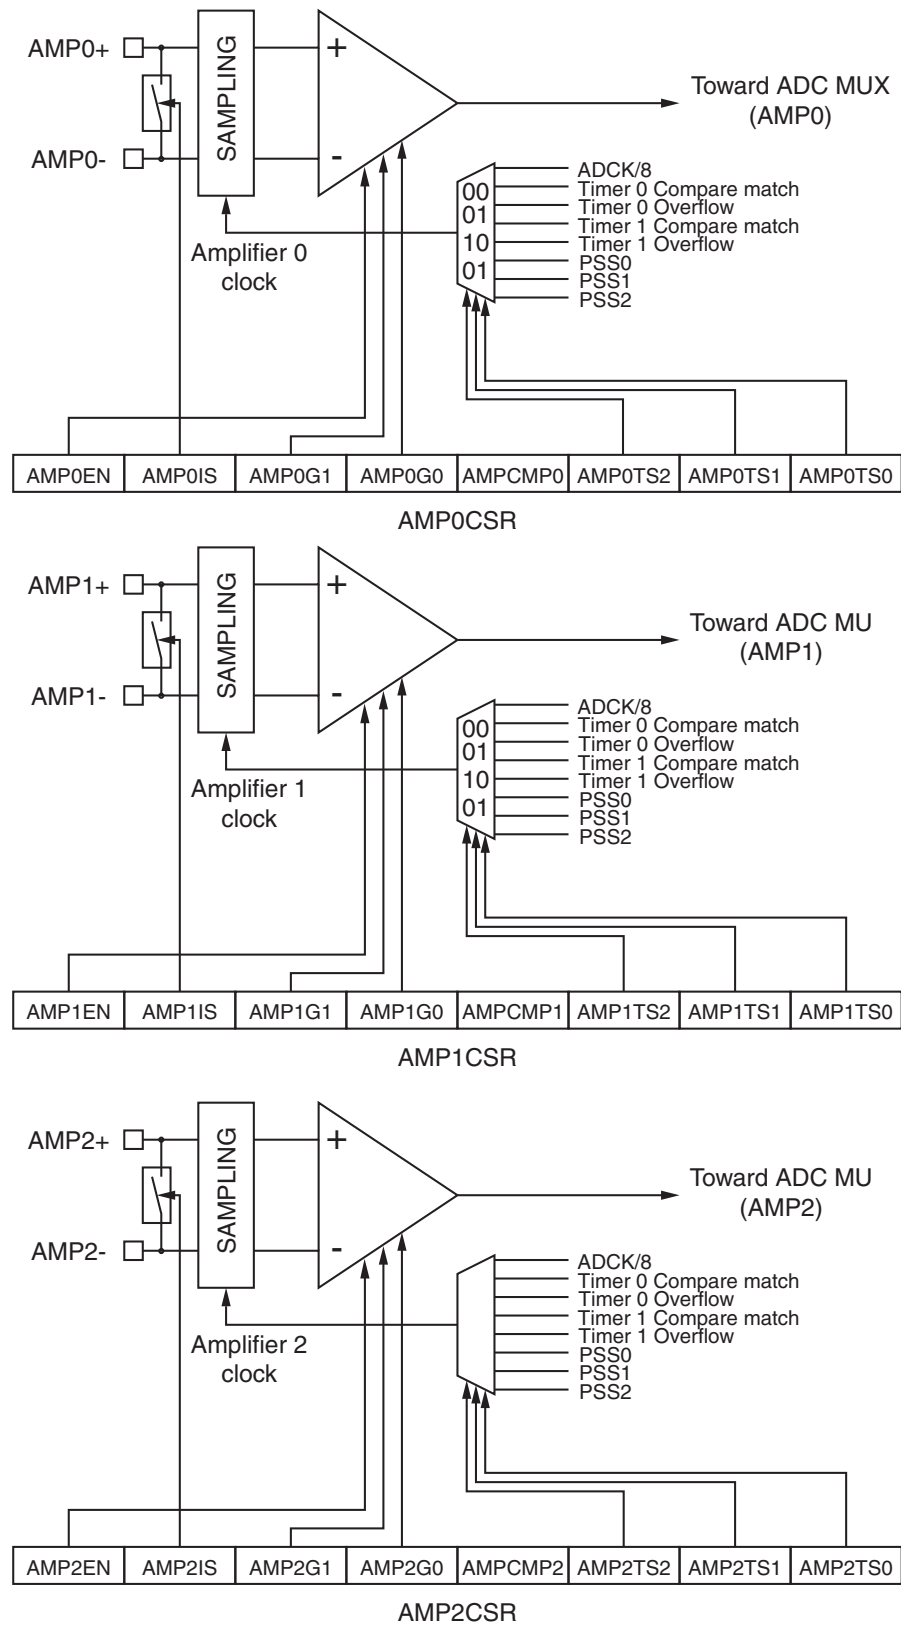 AMP0+
SAMPLING
+
Toward ADC MUX
(AMP0)
AMP0-
-
ADCK/8
00
Timer 0 Compare match
01
Timer 0 Overflow
Timer 1 Compare match
10
Timer 1 Overflow
01
PSS0
PSS1
PSS2
Amplifier 0
clock
AMP0EN AMP0IS AMP0G1 AMP0G0 AMPCMP0 AMP0TS2 AMP0TS1 AMP0TS0
AMP0CSR
AMP1+
SAMPLING
+
Toward ADC MU
(AMP1)
AMP1-
-
ADCK/8
00
Timer 0 Compare match
01
Timer 0 Overflow
Timer 1 Compare match
10
Timer 1 Overflow
01
PSS0
PSS1
PSS2
Amplifier 1
clock
AMP1EN AMP1IS AMP1G1 AMP1G0 AMPCMP1 AMP1TS2 AMP1TS1 AMP1TS0
AMP1CSR
AMP2+
SAMPLING
+
Toward ADC MU
(AMP2)
AMP2-
-
ADCK/8
Timer 0 Compare match
Timer 0 Overflow
Timer 1 Compare match
Timer 1 Overflow
PSS0
PSS1
PSS2
Amplifier 2
clock
AMP2EN AMP2IS AMP2G1 AMP2G0 AMPCMP2 AMP2TS2 AMP2TS1 AMP2TS0
AMP2CSR